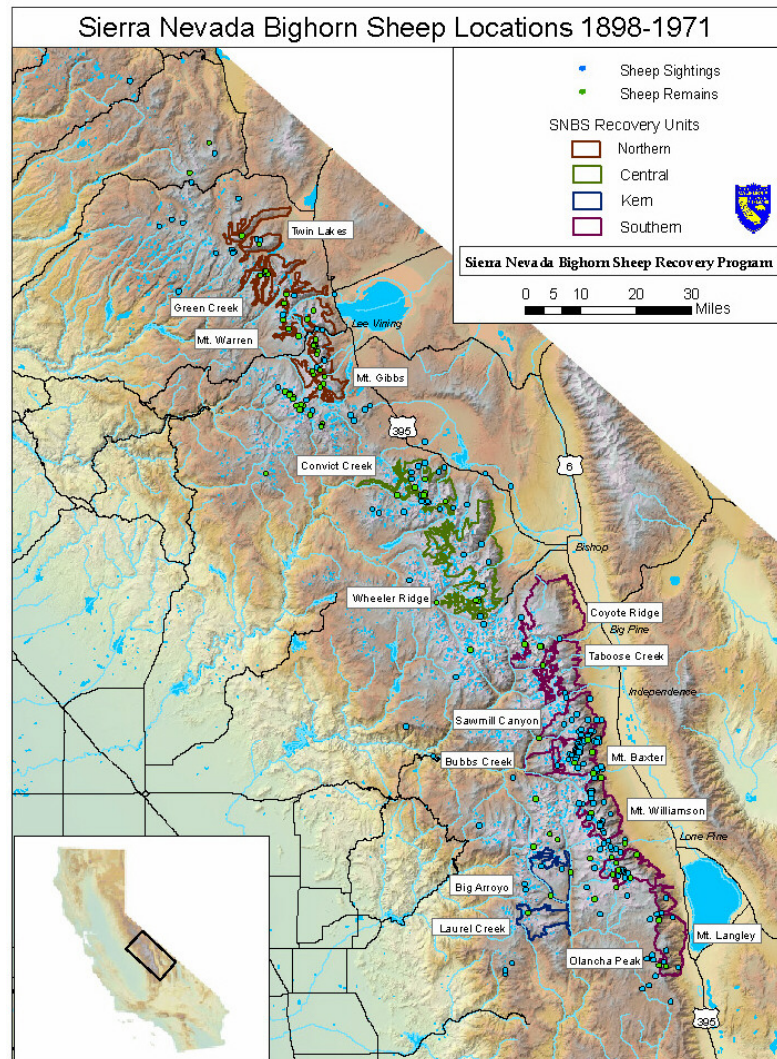 Sierra Nevada Bighorn Sheep Locations 1898-1971
Sheep Sightings
Sheep Remains
SNBS Recovery Units
Northern
Central
Kern
Southern
Sierra Nevada Bighorn Sheep Recovery Program
0 5 10 20 30
Miles
Twin Lakes
Green Creek
Lee Vining
Mt. Warren
Mt. Gibbs
395
Convict Creek
6
Bishop
Wheeler Ridge
Coyote Ridge
Big Pine
Taboose Creek
Independence
Sawmill Canyon
Bubbs Creek
Mt. Baxter
Mt. Williamson
Lone Pine
Big Arroyo
Laurel Creek
Mt. Langley
Olancha Peak
395